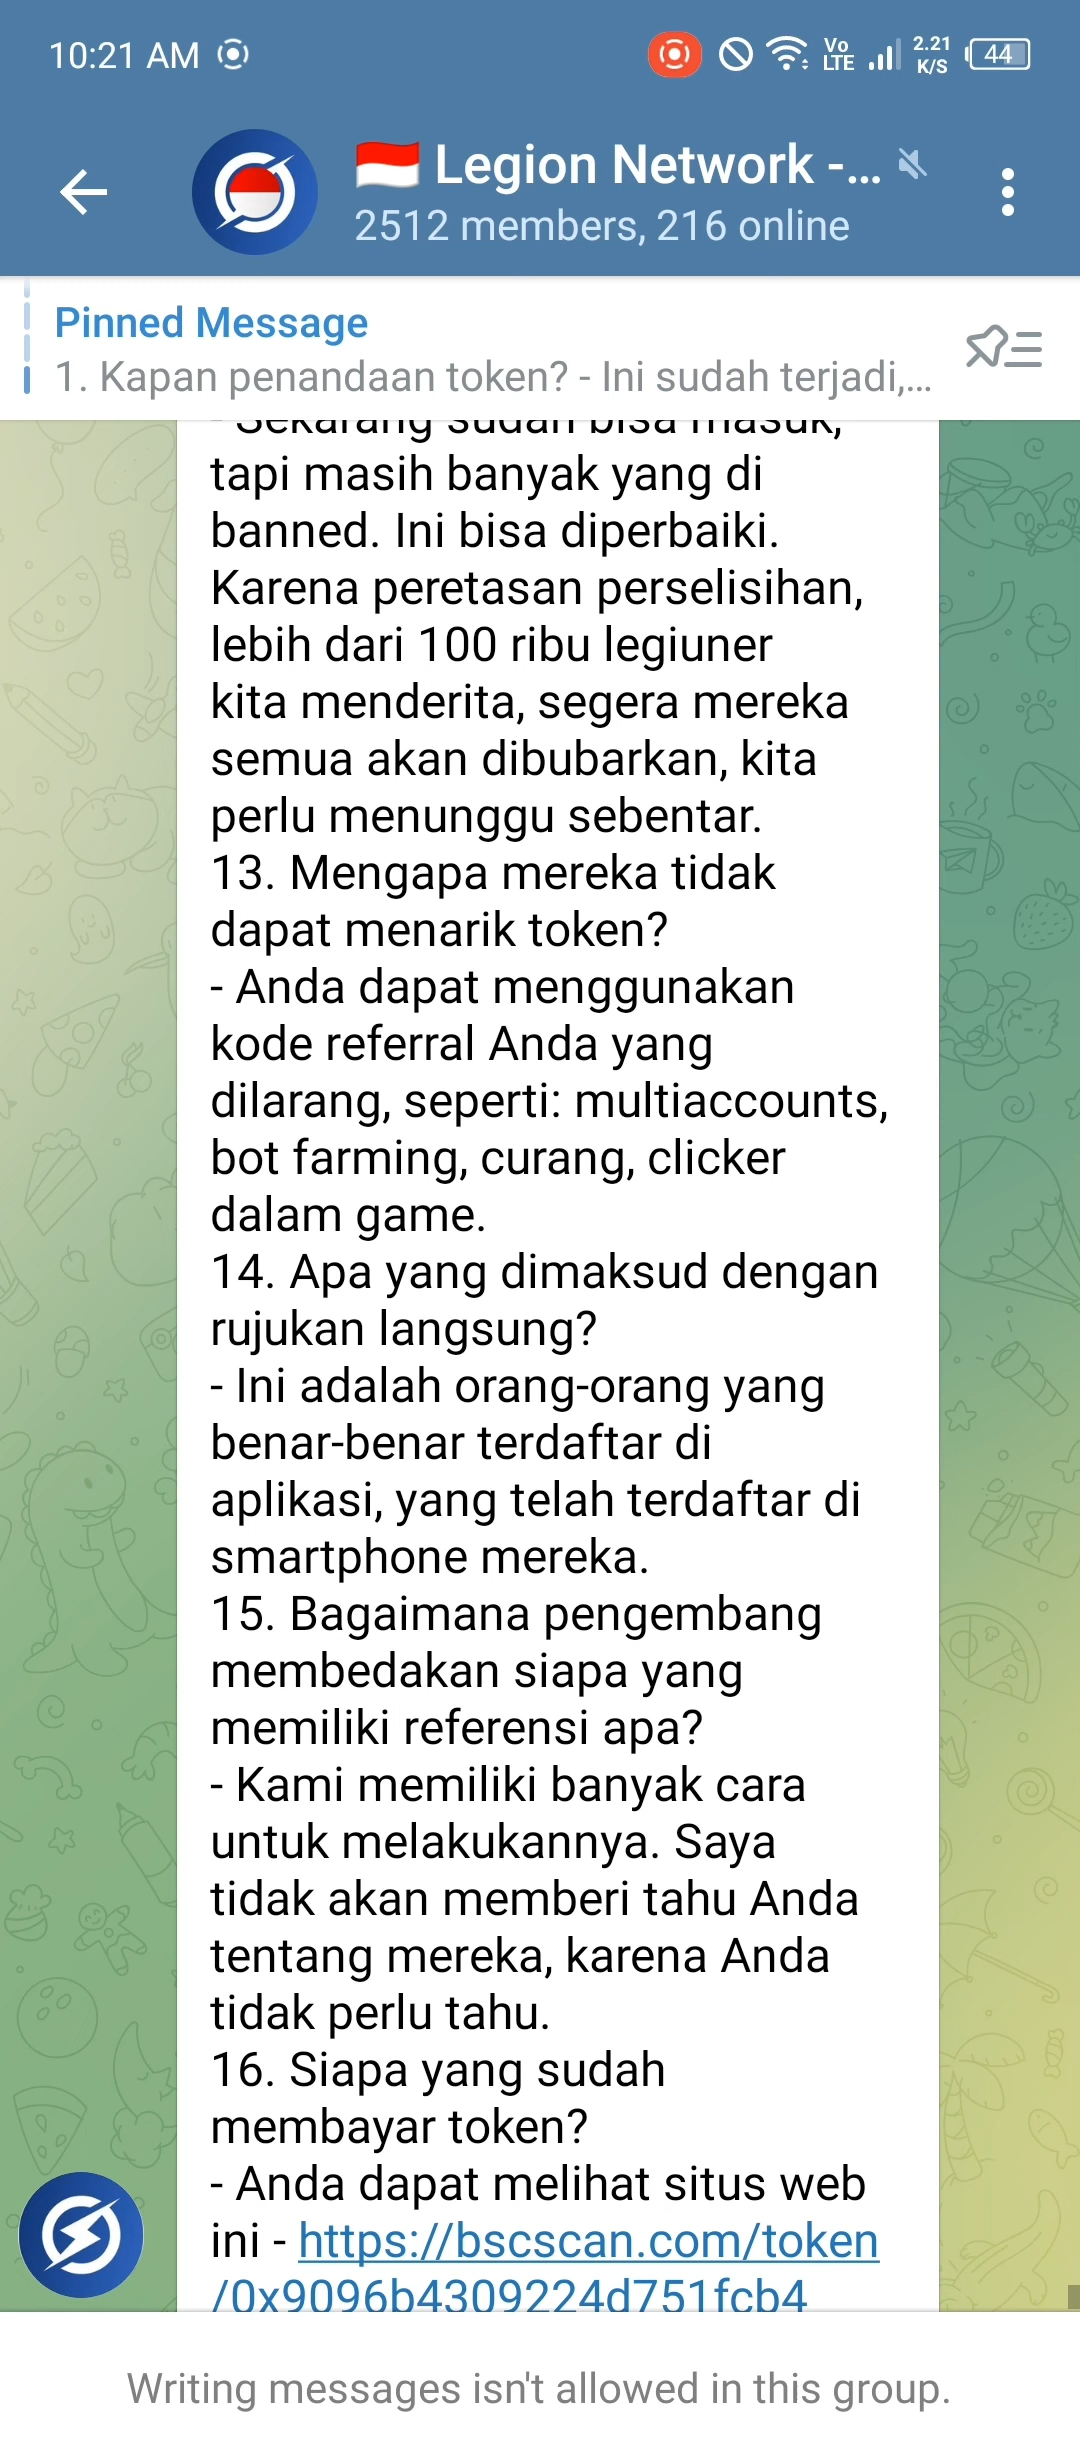 10:21 AM
Vo LTE
2.21 K/S
44
🇮🇩 Legion Network -...
2512 members, 216 online
Pinned Message
1. Kapan penandaan token? - Ini sudah terjadi,...
- Sekarang sudah bisa masuk,
tapi masih banyak yang di
banned. Ini bisa diperbaiki.
Karena peretasan perselisihan,
lebih dari 100 ribu legiuner
kita menderita, segera mereka
semua akan dibubarkan, kita
perlu menunggu sebentar.
13. Mengapa mereka tidak
dapat menarik token?
- Anda dapat menggunakan
kode referral Anda yang
dilarang, seperti: multiaccounts,
bot farming, curang, clicker
dalam game.
14. Apa yang dimaksud dengan
rujukan langsung?
- Ini adalah orang-orang yang
benar-benar terdaftar di
aplikasi, yang telah terdaftar di
smartphone mereka.
15. Bagaimana pengembang
membedakan siapa yang
memiliki referensi apa?
- Kami memiliki banyak cara
untuk melakukannya. Saya
tidak akan memberi tahu Anda
tentang mereka, karena Anda
tidak perlu tahu.
16. Siapa yang sudah
membayar token?
- Anda dapat melihat situs web
ini - https://bscscan.com/token
/0x9096b4309224d751fcb4
Writing messages isn't allowed in this group.